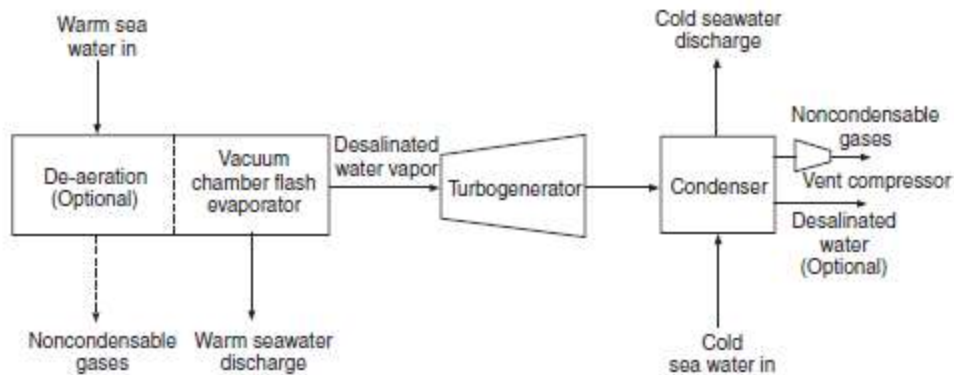 Warm sea
water in
De-aeration
(Optional)
Vacuum
chamber flash
evaporator
Noncondensable
gases
Warm seawater
discharge
Desalinated
water vapor
Turbogenerator
Cold seawater
discharge
Condenser
Noncondensable
gases
Vent compressor
Desalinated
water
(Optional)
Cold
sea water in